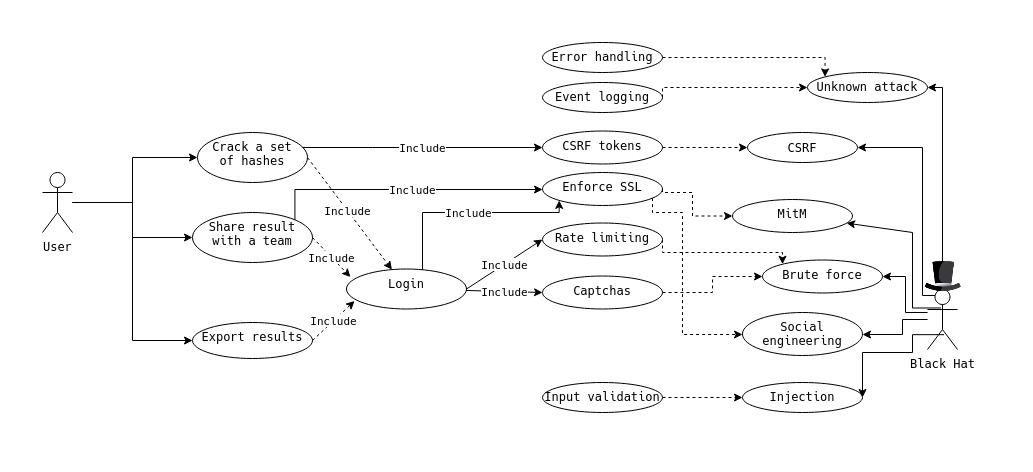 Error handling
Event logging
Unknown attack
Crack a set
of hashes
Include
CSRF tokens
CSRF
Include
Enforce SSL
Include
Include
MitM
User
Share result
with a team
Include
Include
Rate limiting
Login
Include
Include
Captchas
Brute force
Include
Export results
Social
engineering
Black Hat
Input validation
Injection